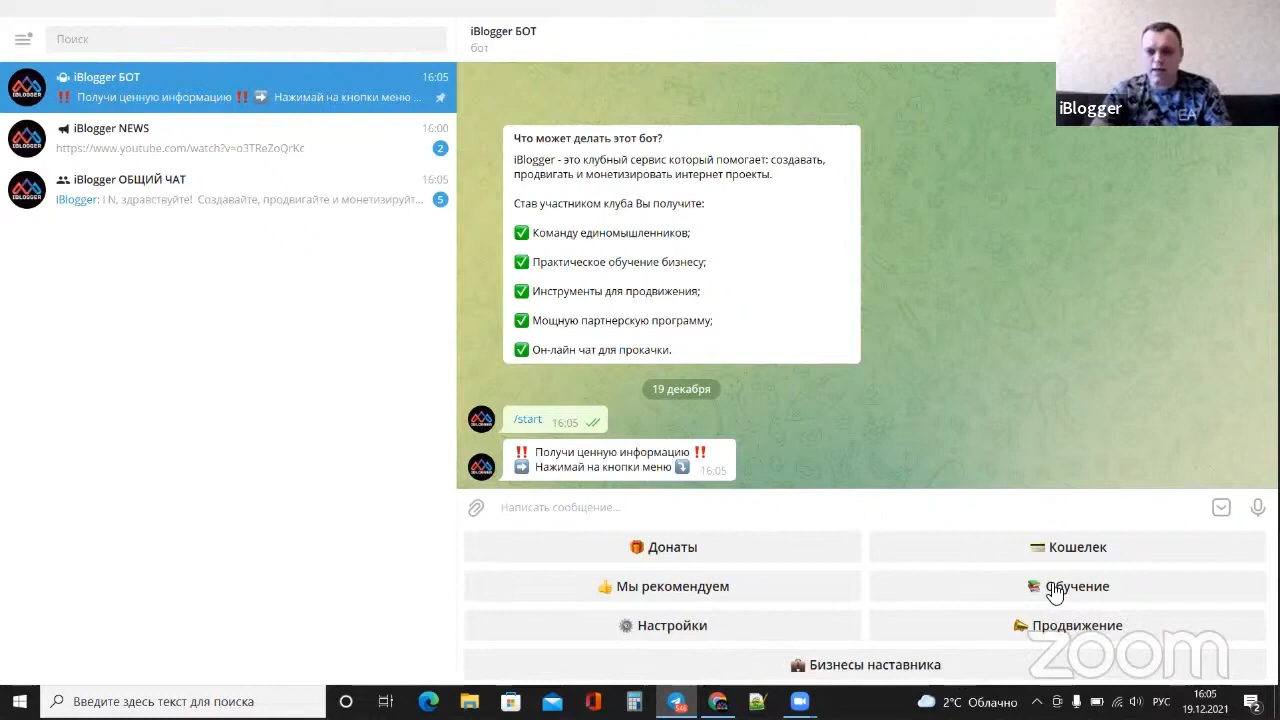 Поиск
iBlogger БОТ
16:05
‼ Получи ценную информацию ‼ ➡ Нажимай на кнопки меню ...
iBlogger NEWS
16:00
https://www.youtube.com/watch?v=o3TReZoQrKc
2
iBlogger ОБЩИЙ ЧАТ
16:05
IBlogger: I N, здравствуйте! Создавайте, продвигайте и монетизируйт...
5
iBlogger БОТ
бот
iBlogger
Что может делать этот бот?
iBlogger - это клубный сервис который помогает: создавать,
продвигать и монетизировать интернет проекты.
Став участником клуба Вы получите:
✅ Команду единомышленников;
✅ Практическое обучение бизнесу;
✅ Инструменты для продвижения;
✅ Мощную партнерскую программу;
✅ Он-лайн чат для прокачки.
19 декабря
/start 16:05
‼ Получи ценную информацию ‼
➡ Нажимай на кнопки меню ⤵ 16:05
Написать сообщение...
Донаты
Кошелек
Мы рекомендуем
Обучение
Настройки
Продвижение
Бизнесы наставника
zoom
Введите здесь текст для поиска
2°C Облачно
РУС
16:05
19.12.2021
2